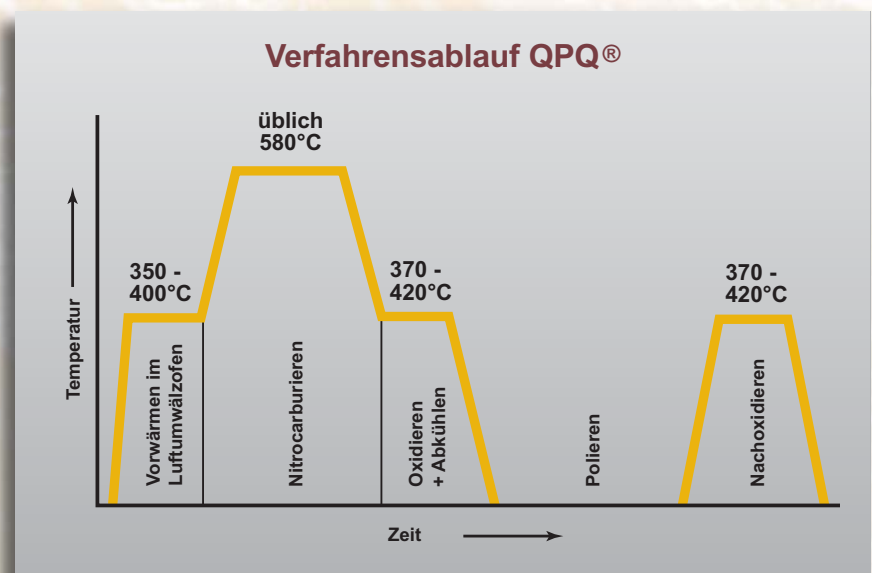 Verfahrensablauf QPQ®
üblich
580°C
350 -
400°C
370 -
420°C
370 -
420°C
Temperatur
Vorwärmen im
Luftumwälzofen
Nitrocarburieren
Oxidieren
+ Abkühlen
Polieren
Nachoxidieren
Zeit